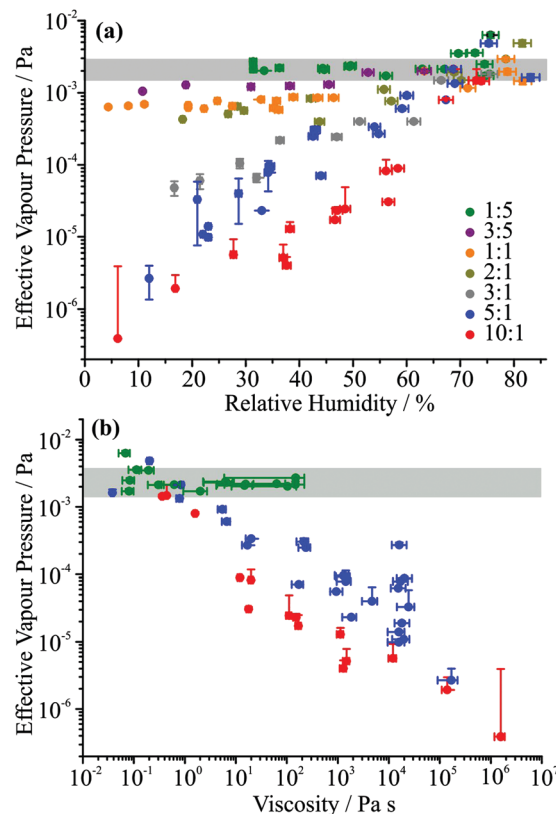 (a)
Effective Vapour Pressure / Pa
10⁻²
10⁻³
10⁻⁴
10⁻⁵
10⁻⁶
1:5
3:5
1:1
2:1
3:1
5:1
10:1
0 10 20 30 40 50 60 70 80
Relative Humidity / %
(b)
Effective Vapour Pressure / Pa
10⁻²
10⁻³
10⁻⁴
10⁻⁵
10⁻⁶
10⁻² 10⁻¹ 10⁰ 10¹ 10² 10³ 10⁴ 10⁵ 10⁶ 10⁷
Viscosity / Pa s